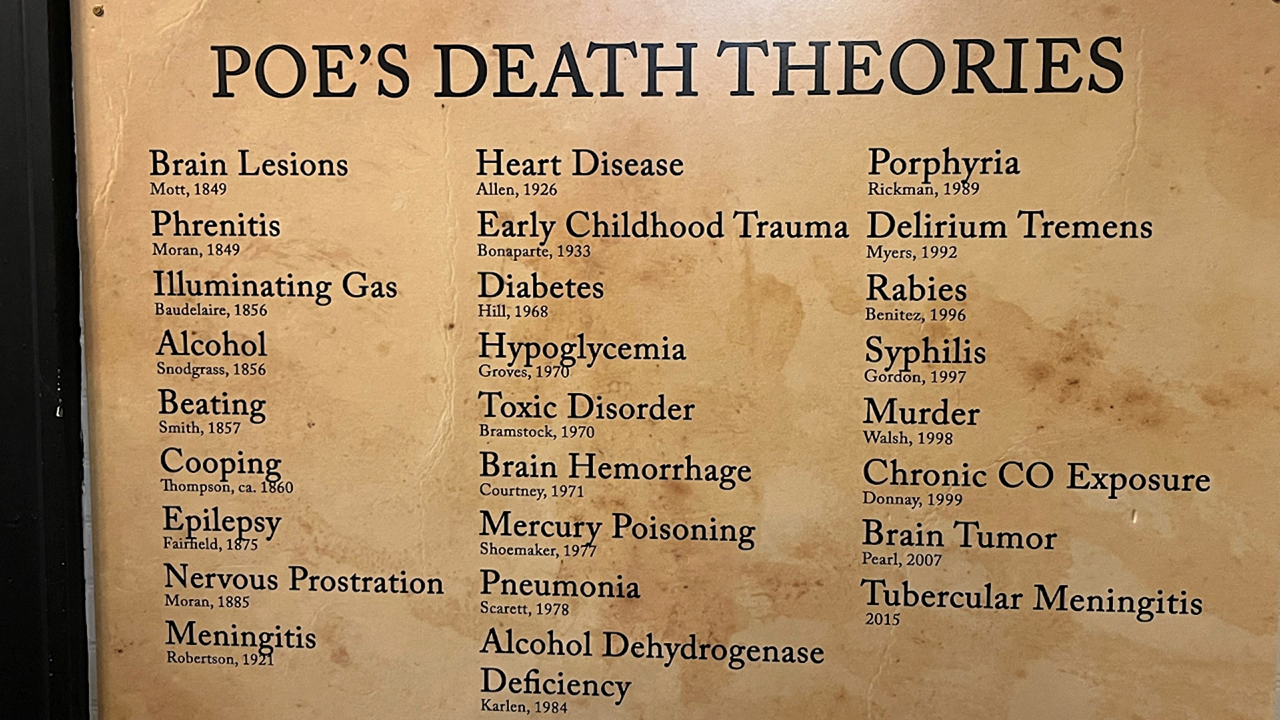 POE'S DEATH THEORIES
Brain Lesions
Mott, 1849
Phrenitis
Moran, 1849
Illuminating Gas
Baudelaire, 1856
Alcohol
Snodgrass, 1856
Beating
Smith, 1857
Cooping
Thompson, ca. 1860
Epilepsy
Fairfield, 1875
Nervous Prostration
Moran, 1885
Meningitis
Robertson, 1921
Heart Disease
Allen, 1926
Early Childhood Trauma
Bonaparte, 1933
Diabetes
Hill, 1968
Hypoglycemia
Groves, 1970
Toxic Disorder
Bramstock, 1970
Brain Hemorrhage
Courtney, 1971
Mercury Poisoning
Shoemaker, 1977
Pneumonia
Scarett, 1978
Alcohol Dehydrogenase
Deficiency
Karlen, 1984
Porphyria
Rickman, 1989
Delirium Tremens
Myers, 1992
Rabies
Benitez, 1996
Syphilis
Gordon, 1997
Murder
Walsh, 1998
Chronic CO Exposure
Donnay, 1999
Brain Tumor
Pearl, 2007
Tubercular Meningitis
2015